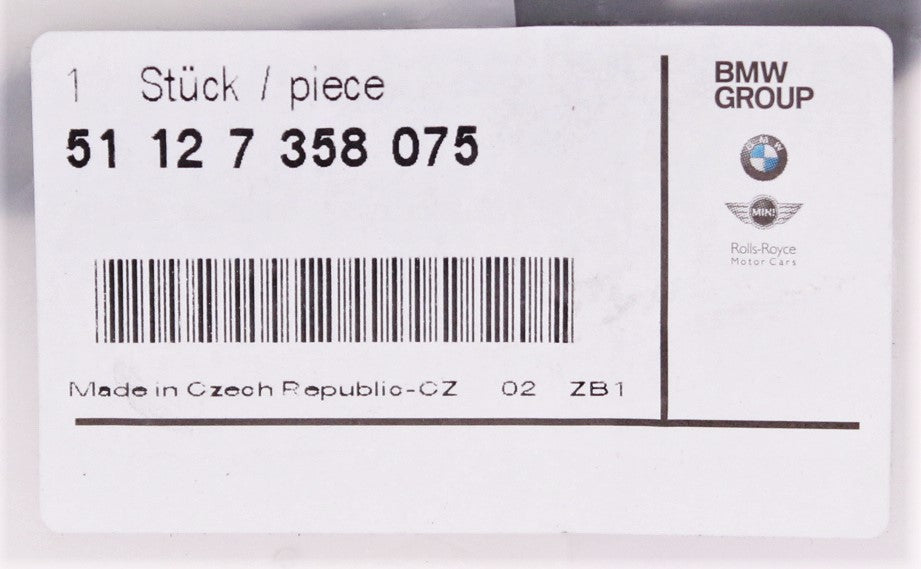 1 Stück / piece
51 12 7 358 075
Made in Czech Republic-CZ 02 ZB1
BMW
GROUP
BMW
MINI
Rolls-Royce
Motor Cars